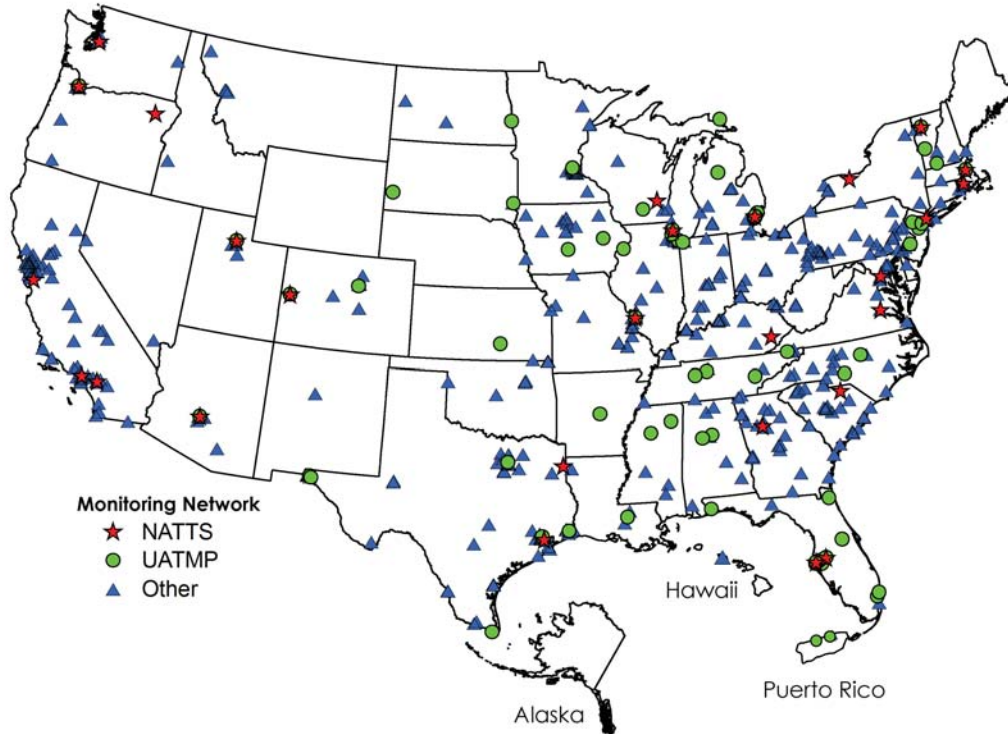 Monitoring Network
NATTS
UATMP
Other
Hawaii
Puerto Rico
Alaska